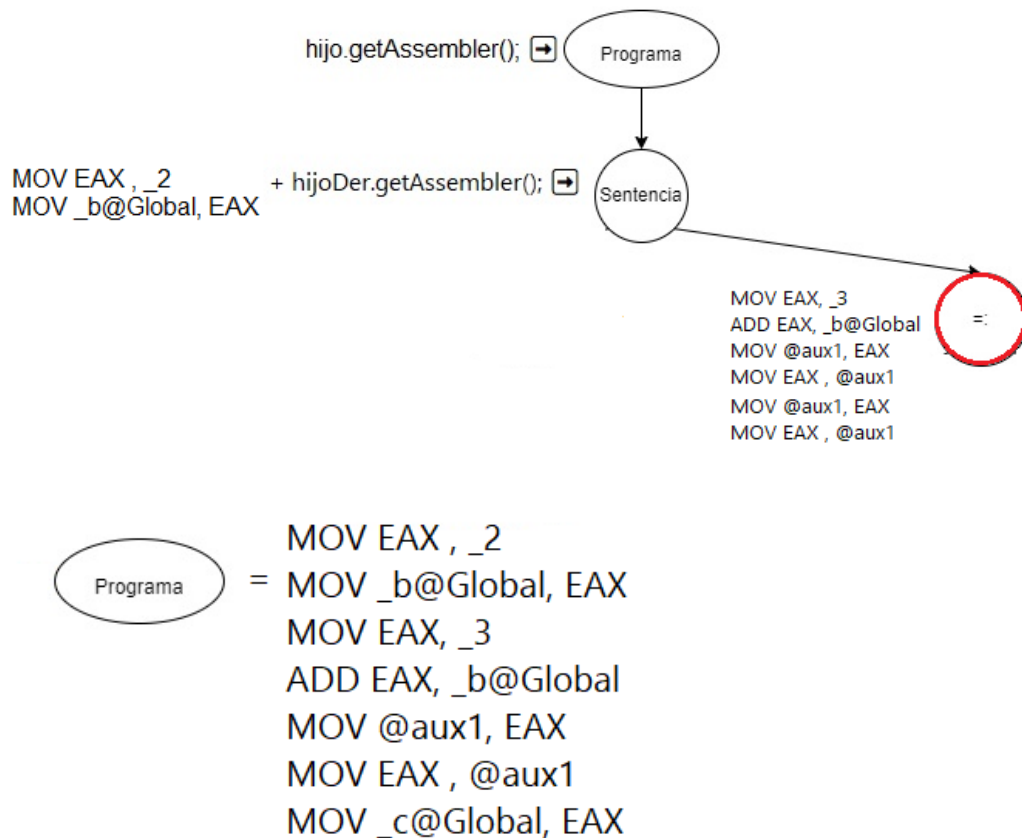 hijo.getAssembler(); ➡ Programa
MOV EAX , _2
MOV _b@Global, EAX
+ hijoDer.getAssembler(); ➡ Sentencia
MOV EAX, _3
ADD EAX, _b@Global
MOV @aux1, EAX
MOV EAX , @aux1
MOV @aux1, EAX
MOV EAX , @aux1
=:
Programa =
MOV EAX , _2
MOV _b@Global, EAX
MOV EAX, _3
ADD EAX, _b@Global
MOV @aux1, EAX
MOV EAX , @aux1
MOV _c@Global, EAX